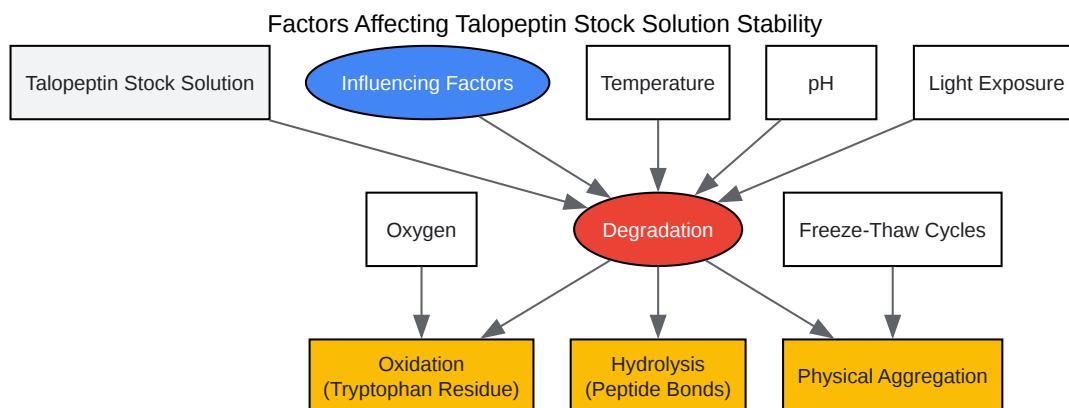 Factors Affecting Talopeptin Stock Solution Stability
Talopeptin Stock Solution
Influencing Factors
Temperature
pH
Light Exposure
Oxygen
Degradation
Freeze-Thaw Cycles
Oxidation
(Tryptophan Residue)
Hydrolysis
(Peptide Bonds)
Physical Aggregation